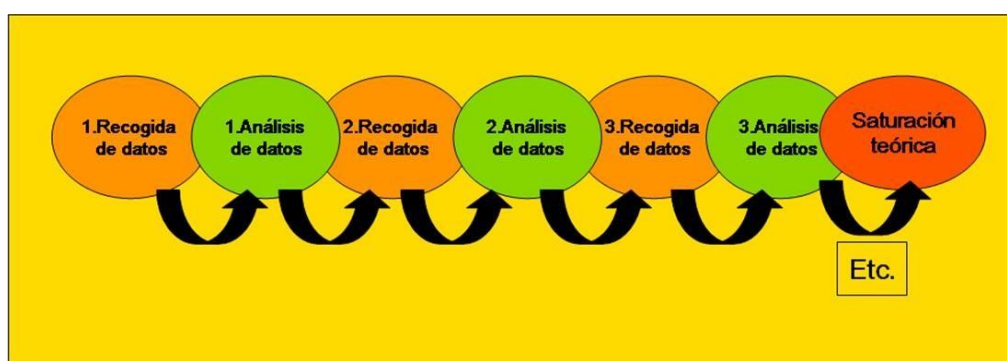 1.Recogida
de datos
1.Análisis
de datos
2.Recogida
de datos
2.Análisis
de datos
3.Recogida
de datos
3.Análisis
de datos
Saturación
teórica
Etc.